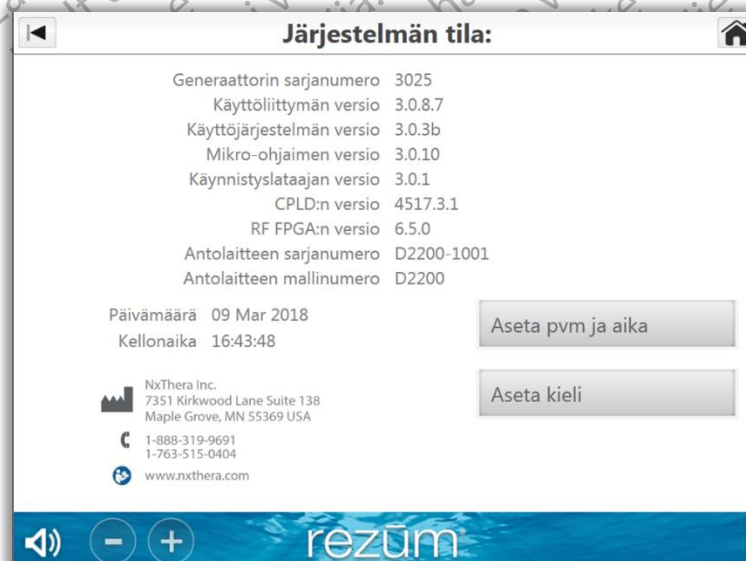 Järjestelmän tila:
Generaattorin sarjanumero 3025
Käyttöliittymän versio 3.0.8.7
Käyttöjärjestelmän versio 3.0.3b
Mikro-ohjaimen versio 3.0.10
Käynnistyslataajan versio 3.0.1
CPLD:n versio 4517.3.1
RF FPGA:n versio 6.5.0
Antolaitteen sarjanumero D2200-1001
Antolaitteen mallinumero D2200
Päivämäärä 09 Mar 2018
Kellonaika 16:43:48
Aseta pvm ja aika
Aseta kieli
NxThera Inc.
7351 Kirkwood Lane Suite 138
Maple Grove, MN 55369 USA
1-888-319-9691
1-763-515-0404
www.nxthera.com
rezūm